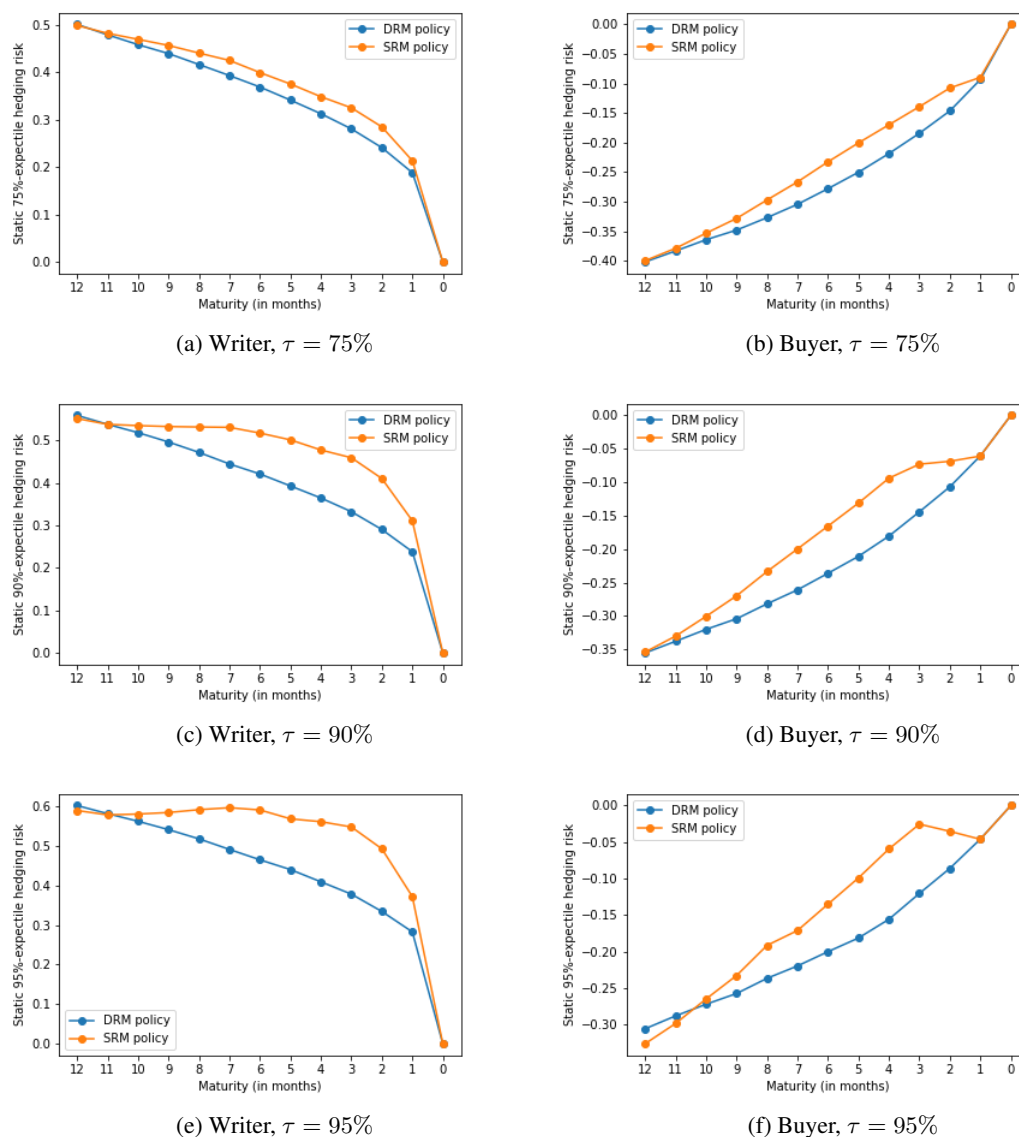 0.5
0.4
0.3
0.2
0.1
0.0
Static 75%-expectile hedging risk
DRM policy
SRM policy
12 11 10 9 8 7 6 5 4 3 2 1 0
Maturity (in months)
(a) Writer, τ = 75%
0.00
−0.05
−0.10
−0.15
−0.20
−0.25
−0.30
−0.35
−0.40
Static 75%-expectile hedging risk
DRM policy
SRM policy
12 11 10 9 8 7 6 5 4 3 2 1 0
Maturity (in months)
(b) Buyer, τ = 75%
0.5
0.4
0.3
0.2
0.1
0.0
Static 90%-expectile hedging risk
DRM policy
SRM policy
12 11 10 9 8 7 6 5 4 3 2 1 0
Maturity (in months)
(c) Writer, τ = 90%
0.00
−0.05
−0.10
−0.15
−0.20
−0.25
−0.30
−0.35
Static 90%-expectile hedging risk
DRM policy
SRM policy
12 11 10 9 8 7 6 5 4 3 2 1 0
Maturity (in months)
(d) Buyer, τ = 90%
0.6
0.5
0.4
0.3
0.2
0.1
0.0
Static 95%-expectile hedging risk
DRM policy
SRM policy
12 11 10 9 8 7 6 5 4 3 2 1 0
Maturity (in months)
(e) Writer, τ = 95%
0.00
−0.05
−0.10
−0.15
−0.20
−0.25
−0.30
Static 95%-expectile hedging risk
DRM policy
SRM policy
12 11 10 9 8 7 6 5 4 3 2 1 0
Maturity (in months)
(f) Buyer, τ = 95%